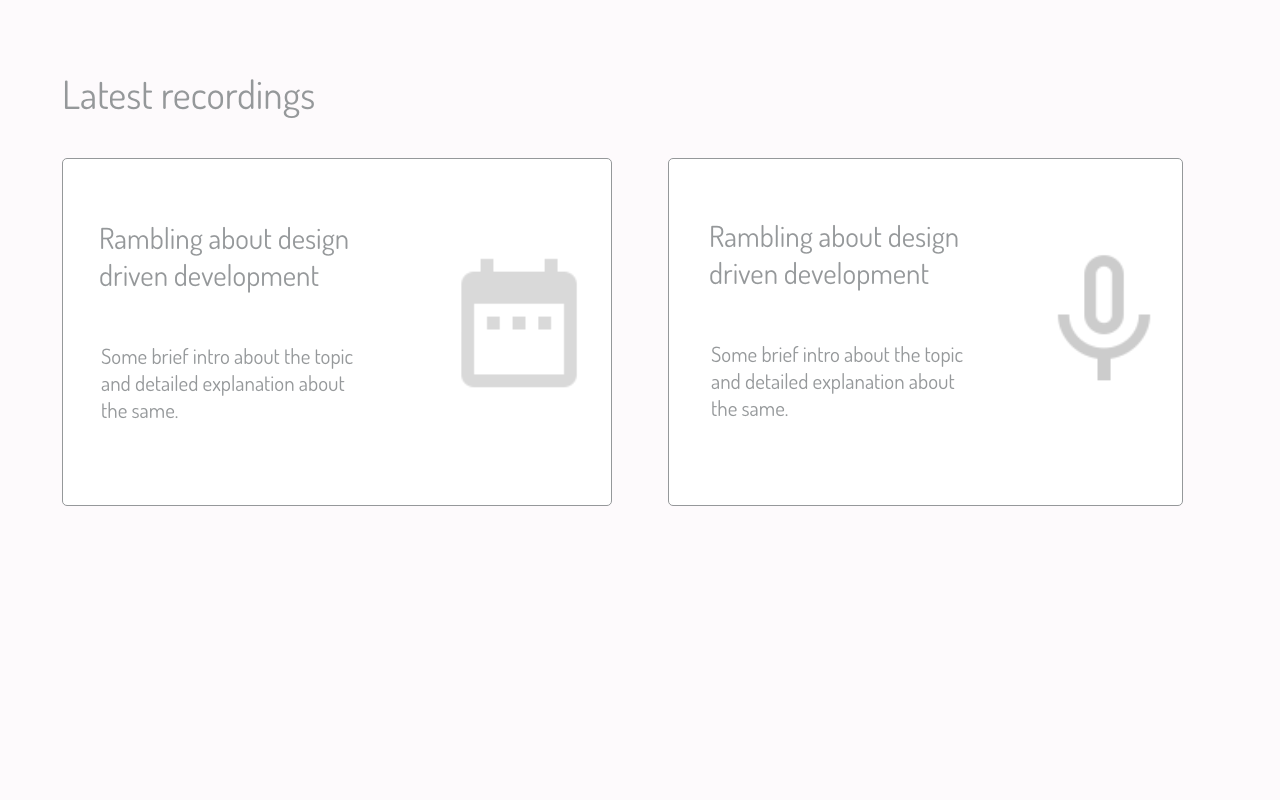 Latest recordings
Rambling about design
driven development
Some brief intro about the topic
and detailed explanation about
the same.
Rambling about design
driven development
Some brief intro about the topic
and detailed explanation about
the same.